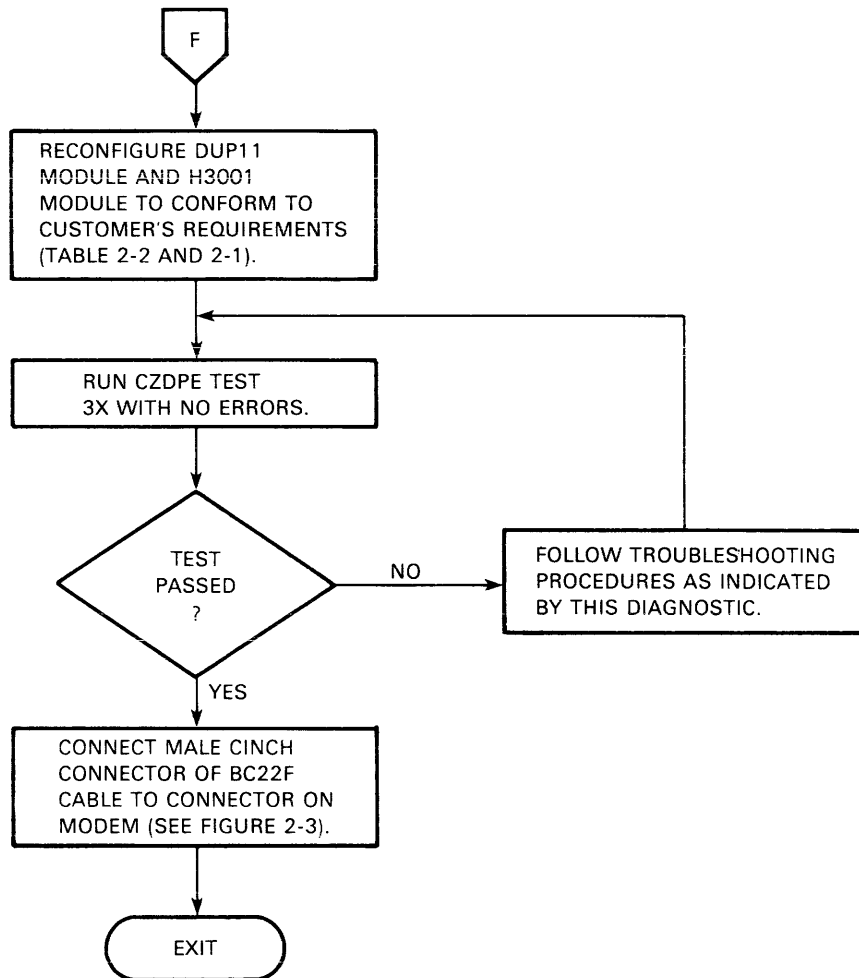 F
RECONFIGURE DUP11
MODULE AND H3001
MODULE TO CONFORM TO
CUSTOMER'S REQUIREMENTS
(TABLE 2-2 AND 2-1).
RUN CZDPE TEST
3X WITH NO ERRORS.
TEST
PASSED
?
NO
FOLLOW TROUBLESHOOTING
PROCEDURES AS INDICATED
BY THIS DIAGNOSTIC.
YES
CONNECT MALE CINCH
CONNECTOR OF BC22F
CABLE TO CONNECTOR ON
MODEM (SEE FIGURE 2-3).
EXIT